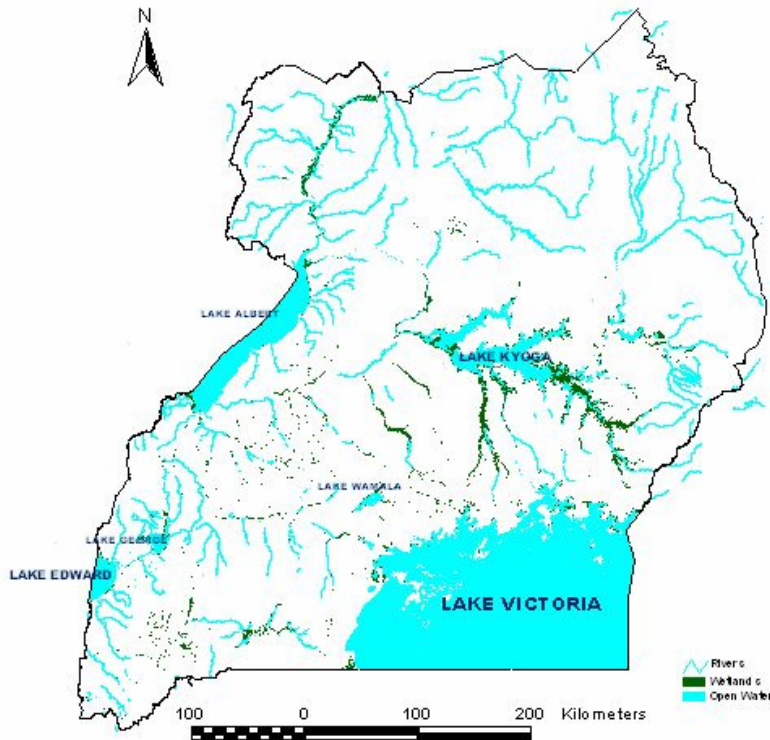 N
LAKE ALBERT
LAKE KYOGA
LAKE WAMALA
LAKE GEORGE
LAKE EDWARD
LAKE VICTORIA
Rivers
Wetlands
Open Water
100 0 100 200 Kilometers